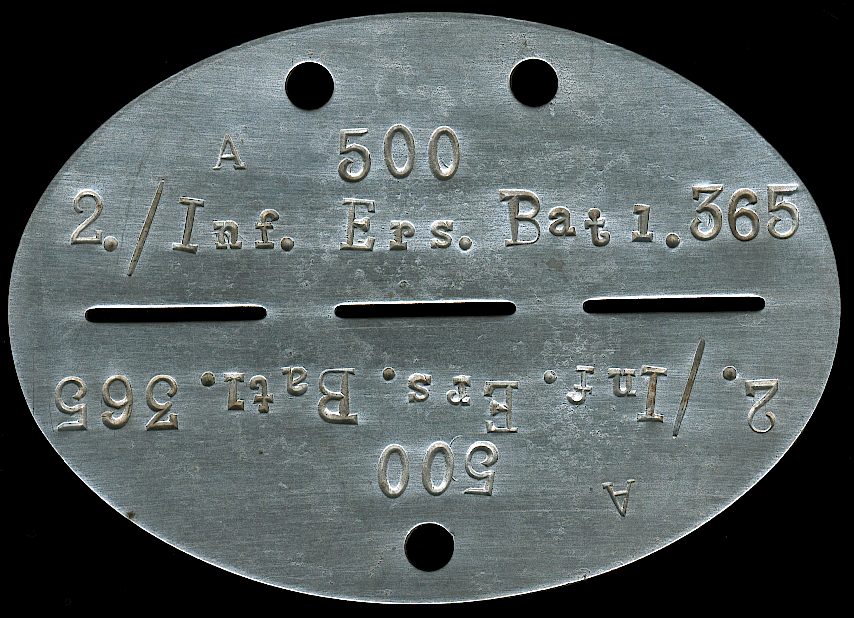 A 500
2./Inf. Ers. Batl. 365
2./Inf. Ers. Batl. 365
500
A